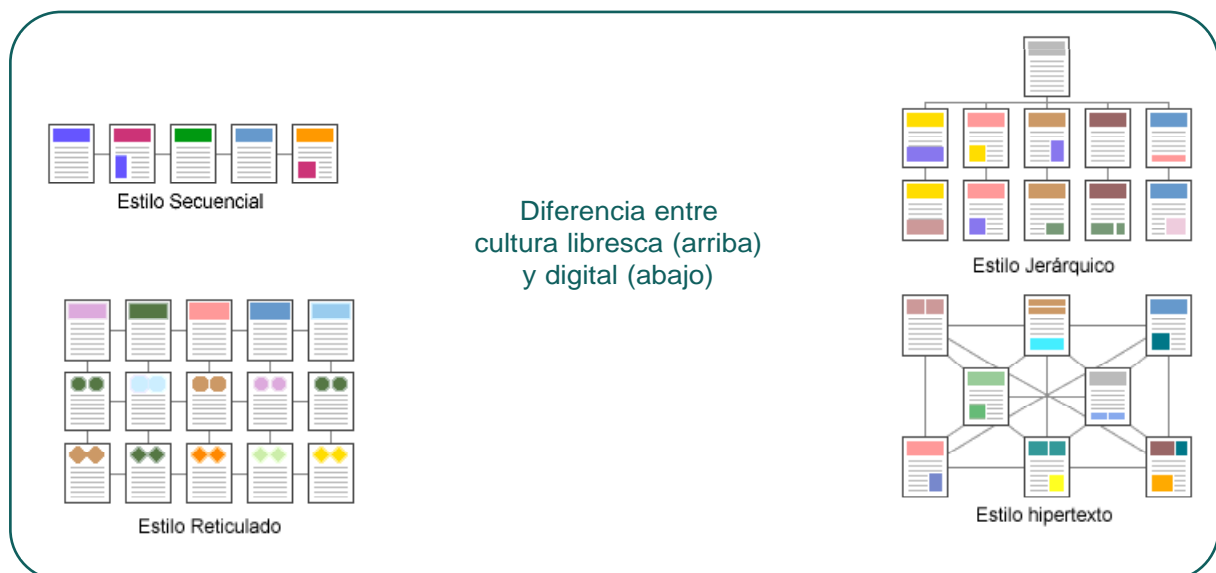 Estilo Secuencial
Diferencia entre
cultura libresca (arriba)
y digital (abajo)
Estilo Jerárquico
Estilo Reticulado
Estilo hipertexto